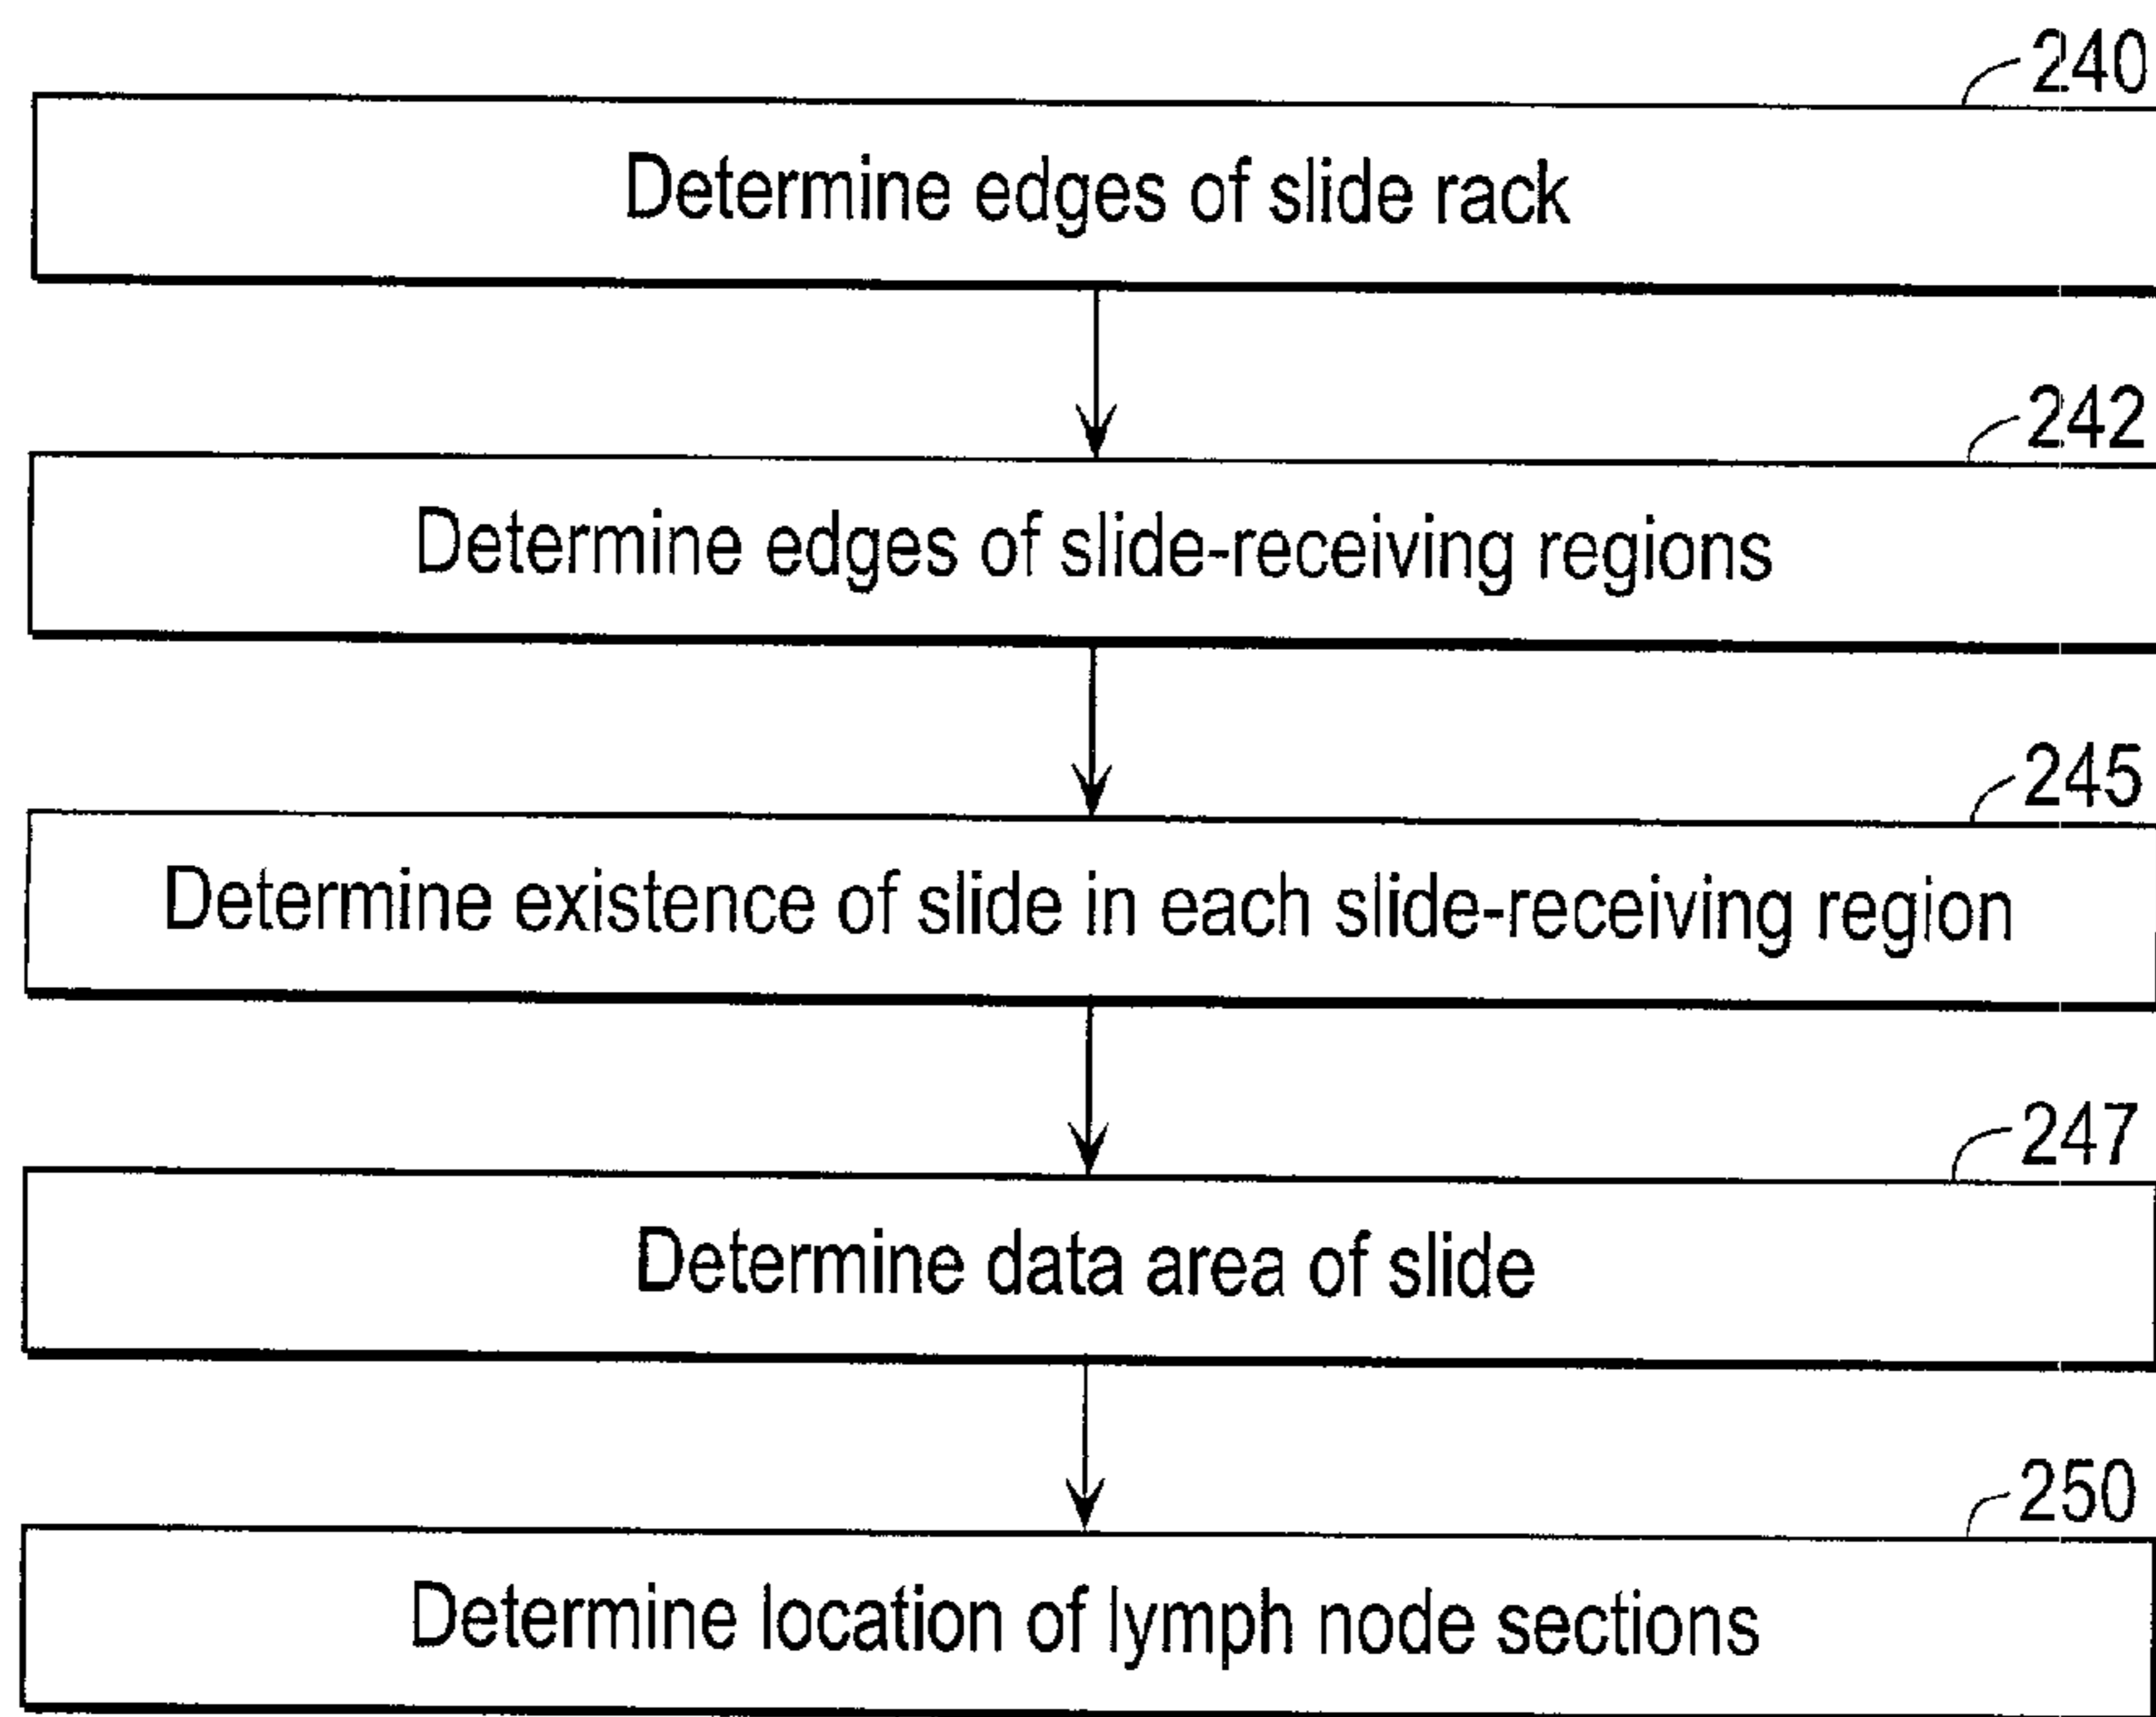 240
Determine edges of slide rack
242
Determine edges of slide-receiving regions
245
Determine existence of slide in each slide-receiving region
247
Determine data area of slide
250
Determine location of lymph node sections